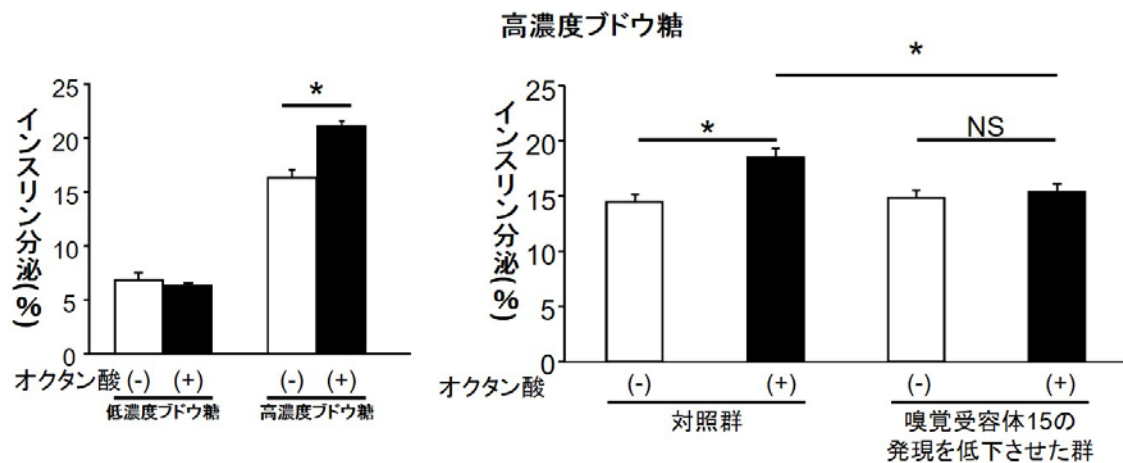 高濃度ブドウ糖
インスリン分泌(%)
25
20
15
10
5
0
*
オクタン酸 (-) (+) (-) (+)
低濃度ブドウ糖 高濃度ブドウ糖
インスリン分泌(%)
25
20
15
10
5
0
*
*
NS
オクタン酸 (-) (+) (-) (+)
対照群 嗅覚受容体15の
発現を低下させた群